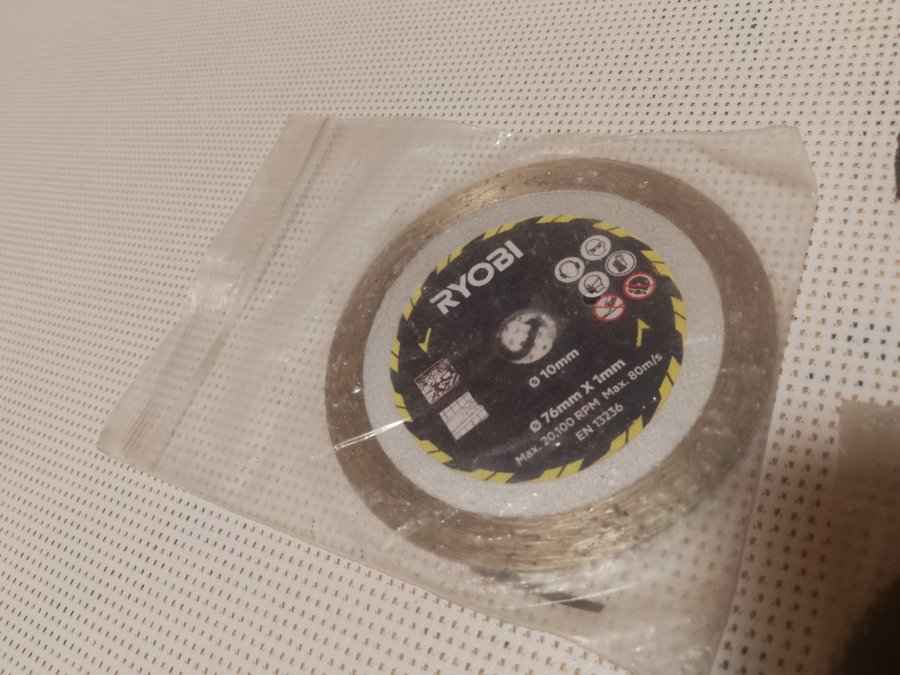 RYOBI
Ø 10mm
Ø 76mm X 1mm
Max. 20,100 RPM Max. 80m/s
EN 13236